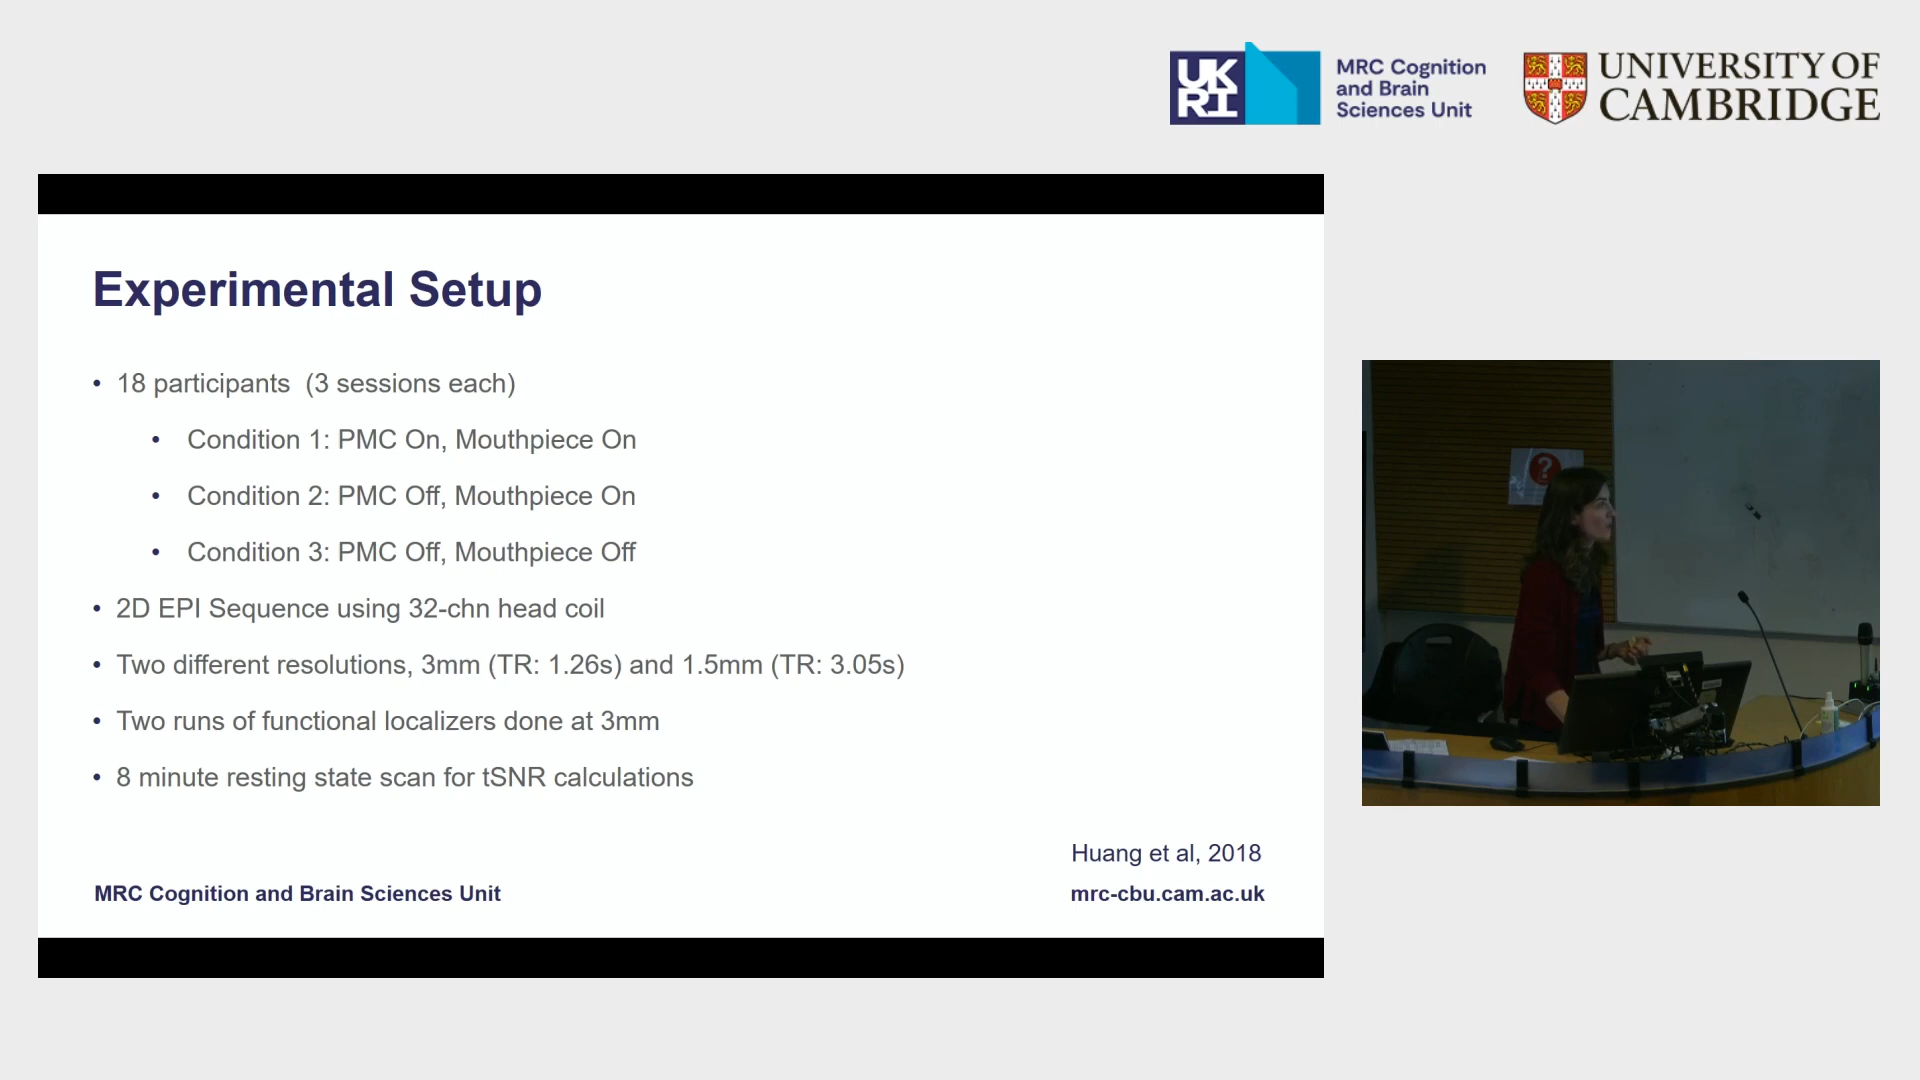 UK
RI
MRC Cognition
and Brain
Sciences Unit
UNIVERSITY OF
CAMBRIDGE
Experimental Setup
• 18 participants (3 sessions each)
• Condition 1: PMC On, Mouthpiece On
• Condition 2: PMC Off, Mouthpiece On
• Condition 3: PMC Off, Mouthpiece Off
• 2D EPI Sequence using 32-chn head coil
• Two different resolutions, 3mm (TR: 1.26s) and 1.5mm (TR: 3.05s)
• Two runs of functional localizers done at 3mm
• 8 minute resting state scan for tSNR calculations
Huang et al, 2018
MRC Cognition and Brain Sciences Unit
mrc-cbu.cam.ac.uk
?